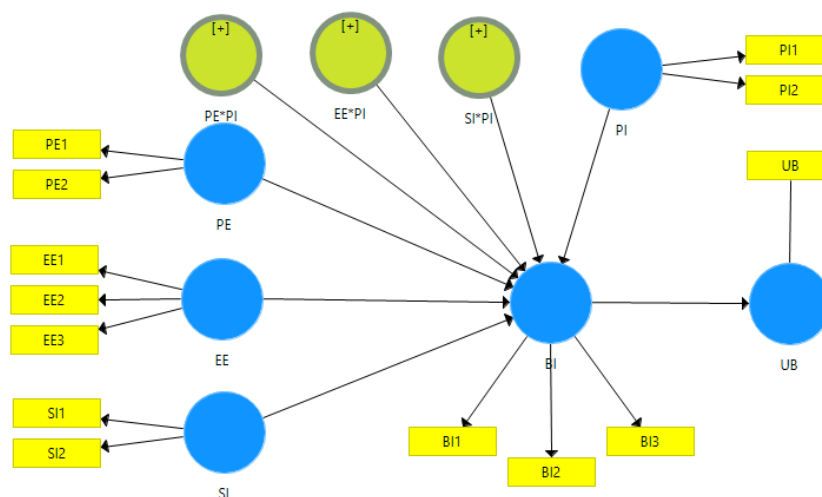 [+]
[+]
[+]
PE*PI
EE*PI
SI*PI
PI
PI1
PI2
PE1
PE2
PE
UB
EE1
EE2
EE3
EE
BI
UB
SI1
SI2
SI
BI1
BI2
BI3